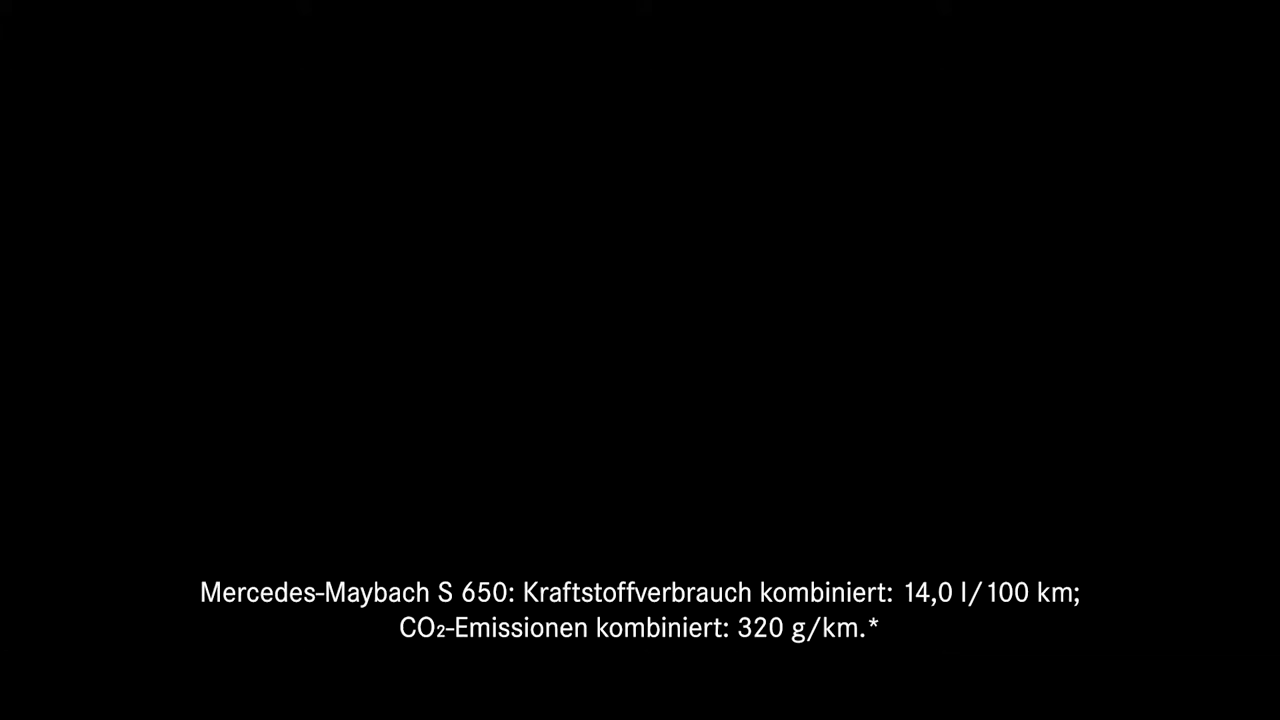 Mercedes-Maybach S 650: Kraftstoffverbrauch kombiniert: 14,0 l/100 km;
CO₂-Emissionen kombiniert: 320 g/km.*